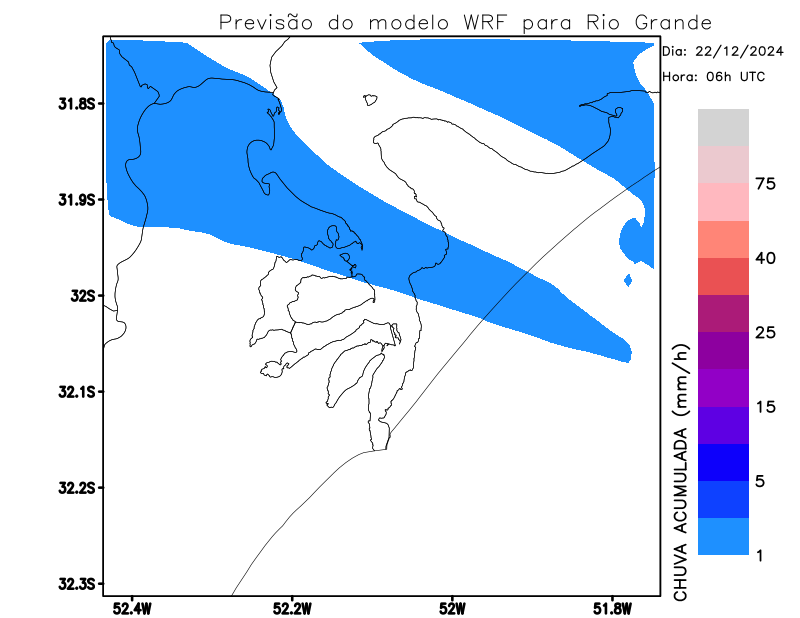 Previsão do modelo WRF para Rio Grande
Dia: 22/12/2024
Hora: 06h UTC
31.8S
31.9S
32S
32.1S
32.2S
32.3S
52.4W
52.2W
52W
51.8W
75
40
25
15
5
1
CHUVA ACUMULADA (mm/h)